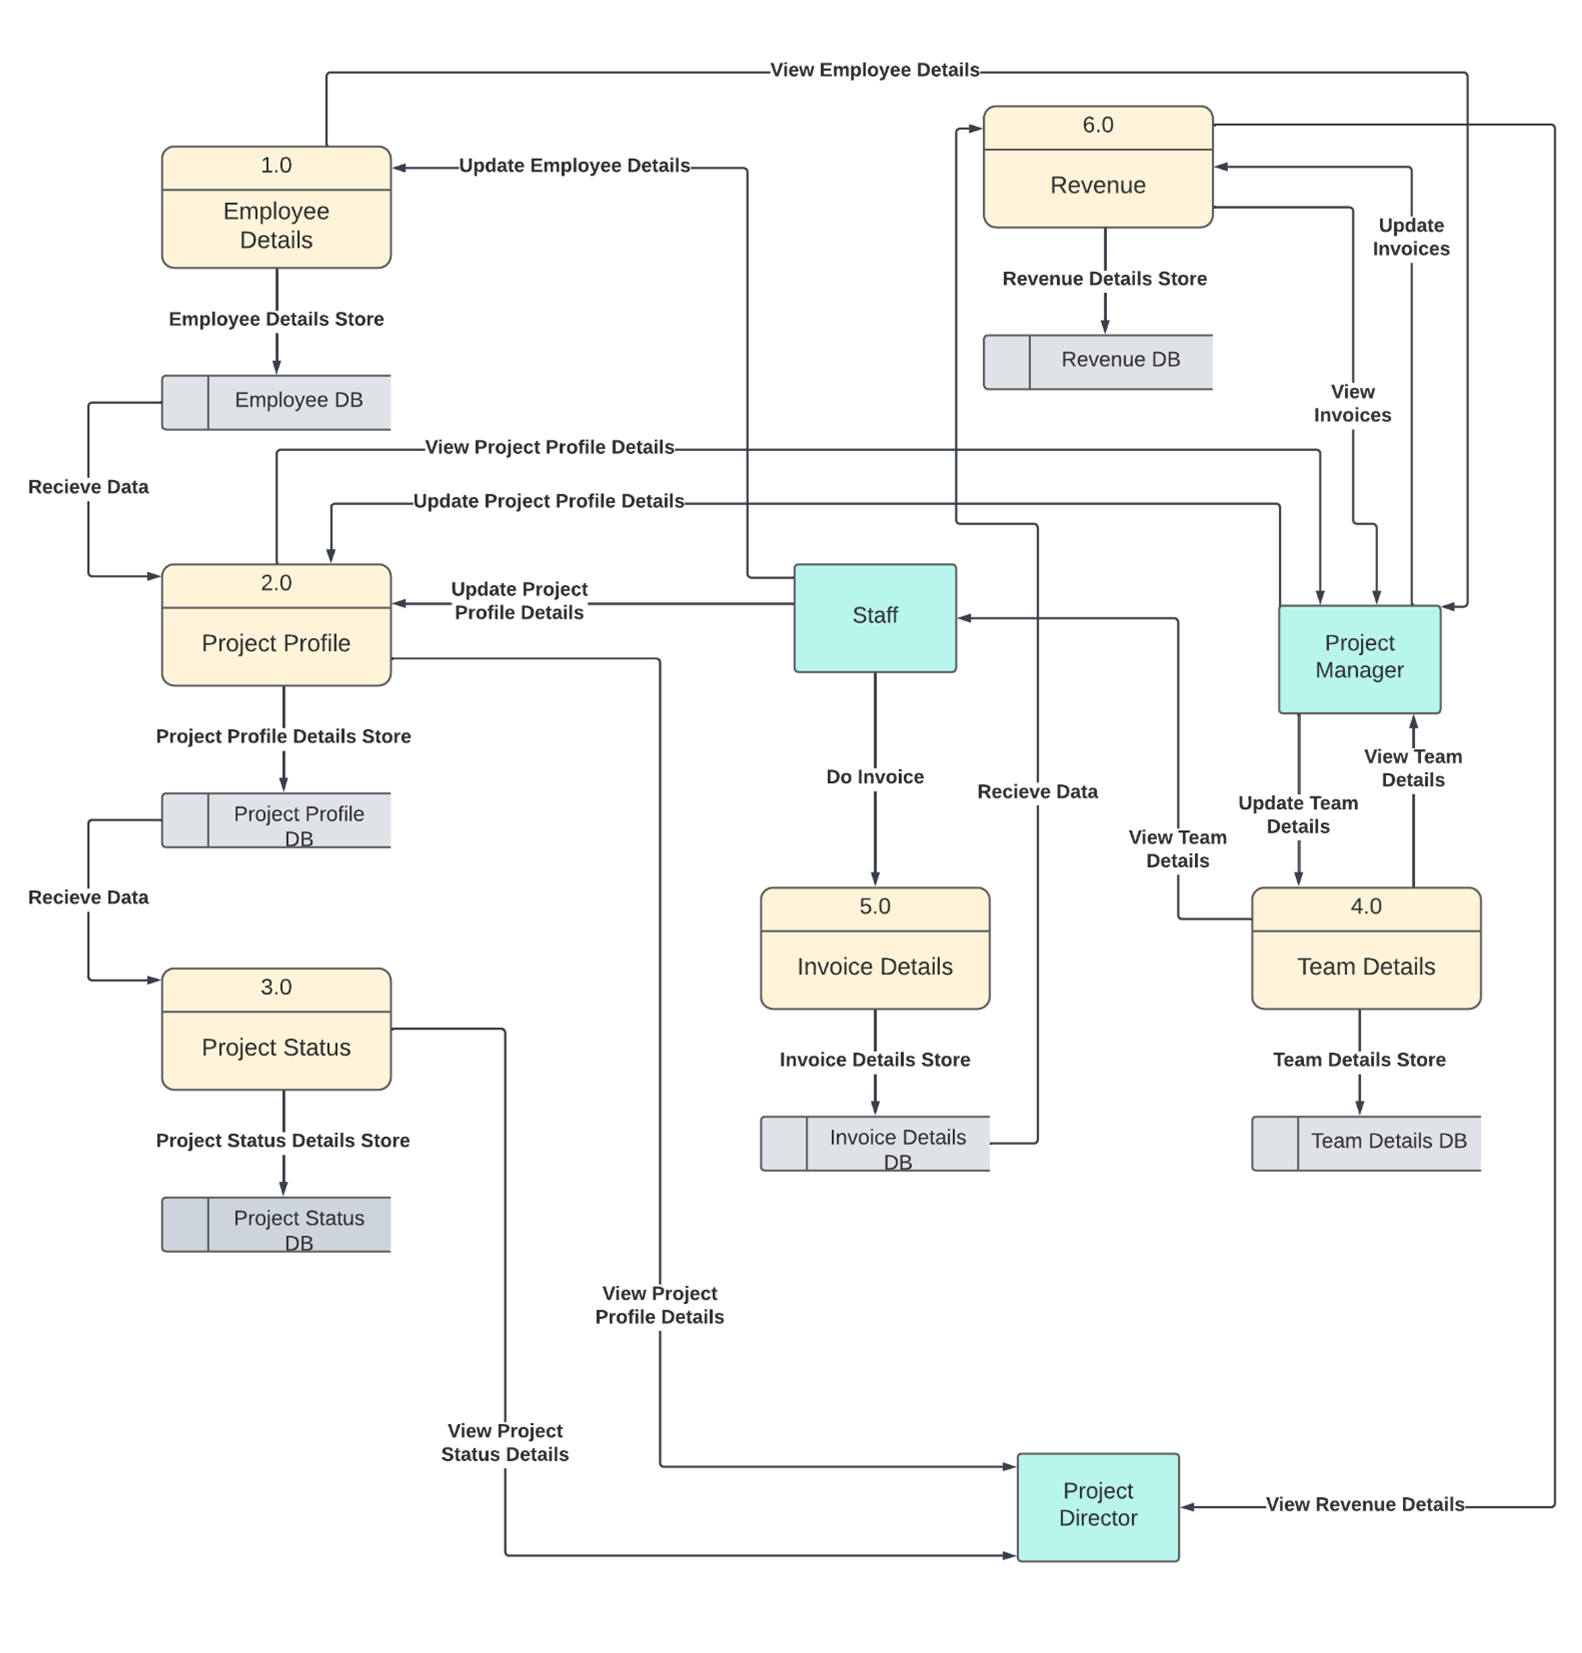 View Employee Details
6.0
Revenue
1.0
Employee
Details
Update Employee Details
Update
Invoices
Revenue Details Store
Employee Details Store
Revenue DB
Employee DB
View
Invoices
View Project Profile Details
Recieve Data
Update Project Profile Details
2.0
Project Profile
Update Project
Profile Details
Staff
Project
Manager
Project Profile Details Store
Do Invoice
Recieve Data
View Team
Details
Update Team
Details
View Team
Details
Project Profile
DB
Recieve Data
5.0
Invoice Details
4.0
Team Details
3.0
Project Status
Invoice Details Store
Team Details Store
Project Status Details Store
Invoice Details
DB
Team Details DB
Project Status
DB
View Project
Profile Details
View Project
Status Details
Project
Director
View Revenue Details